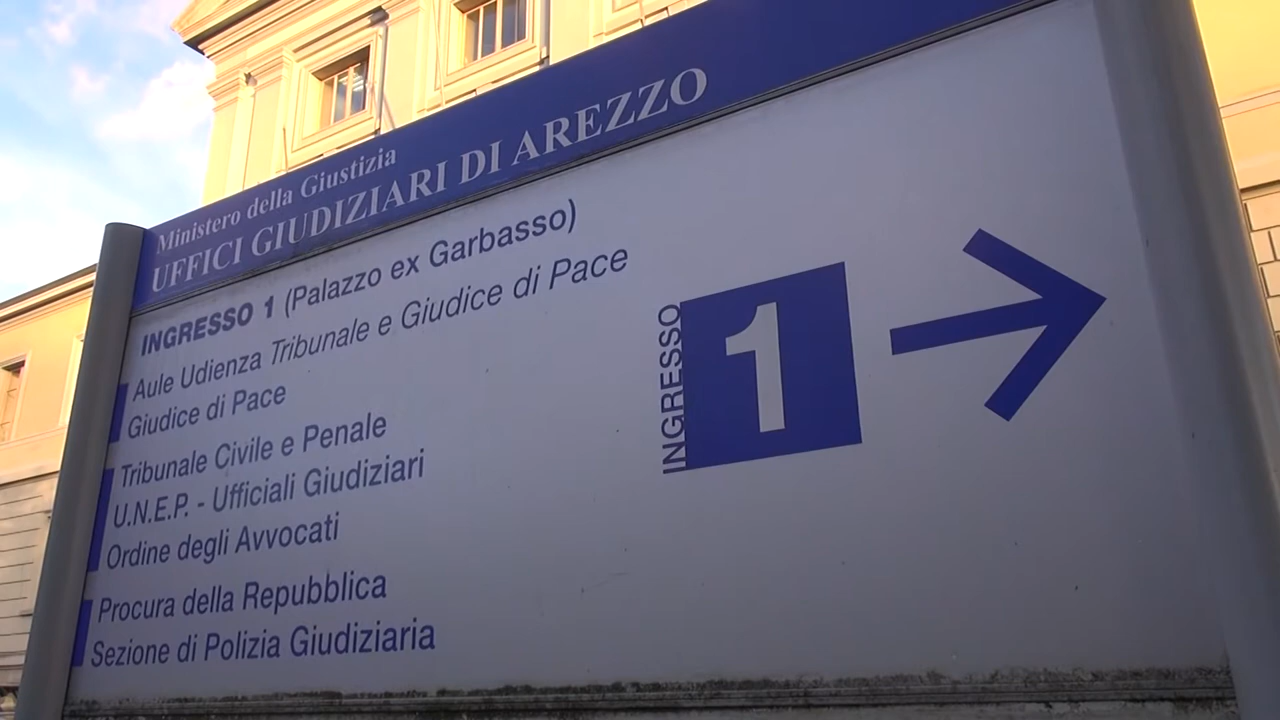 Ministero della Giustizia
UFFICI GIUDIZIARI DI AREZZO
INGRESSO 1 (Palazzo ex Garbasso)
Aule Udienza Tribunale e Giudice di Pace
Giudice di Pace
Tribunale Civile e Penale
U.N.E.P. - Ufficiali Giudiziari
Ordine degli Avvocati
Procura della Repubblica
Sezione di Polizia Giudiziaria
INGRESSO
1